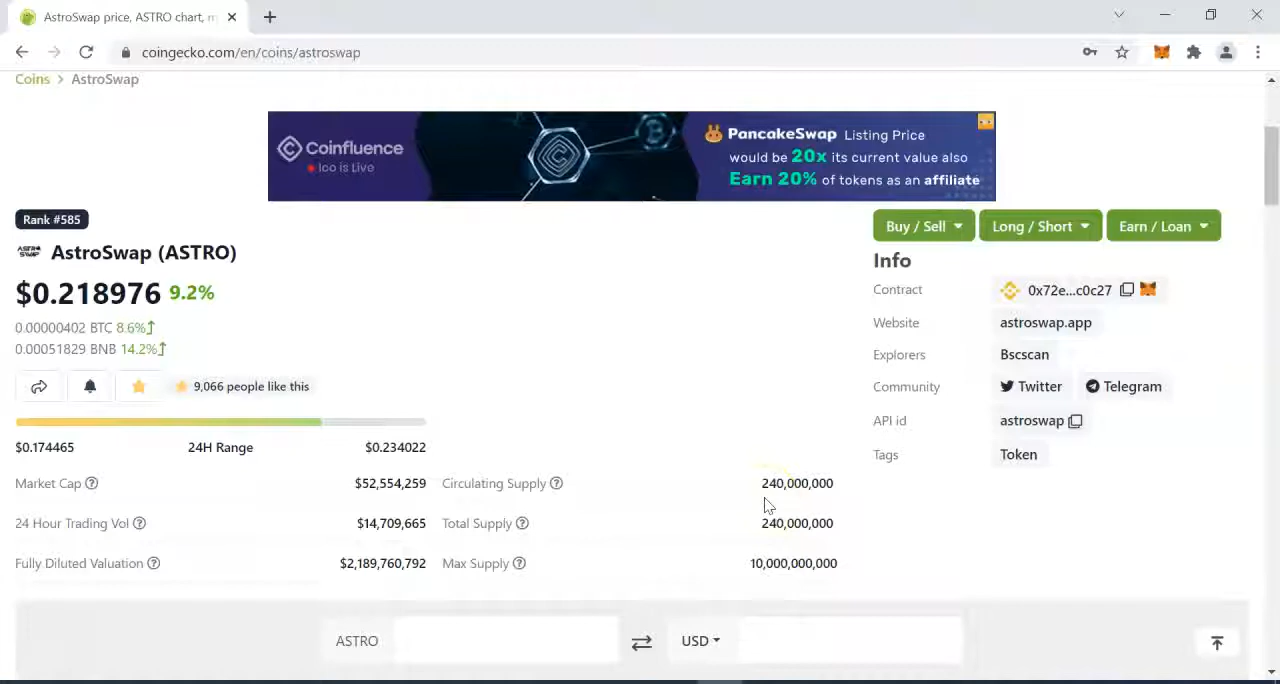 AstroSwap price, ASTRO chart, m
coingecko.com/en/coins/astroswap
Coins > AstroSwap
Coinfluence
Ico is Live
PancakeSwap Listing Price
would be 20x its current value also
Earn 20% of tokens as an affiliate
Rank #585
ASTRO SWAP AstroSwap (ASTRO)
$0.218976 9.2%
0.00000402 BTC 8.6%
0.00051829 BNB 14.2%
9,066 people like this
$0.174465 24H Range $0.234022
Market Cap $52,554,259 Circulating Supply 240,000,000
24 Hour Trading Vol $14,709,665 Total Supply 240,000,000
Fully Diluted Valuation $2,189,760,792 Max Supply 10,000,000,000
Buy / Sell Long / Short Earn / Loan
Info
Contract 0x72e...c0c27
Website astroswap.app
Explorers Bscscan
Community Twitter Telegram
API id astroswap
Tags Token
ASTRO USD